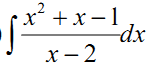 ∫ x² + x − 1 / x − 2 dx